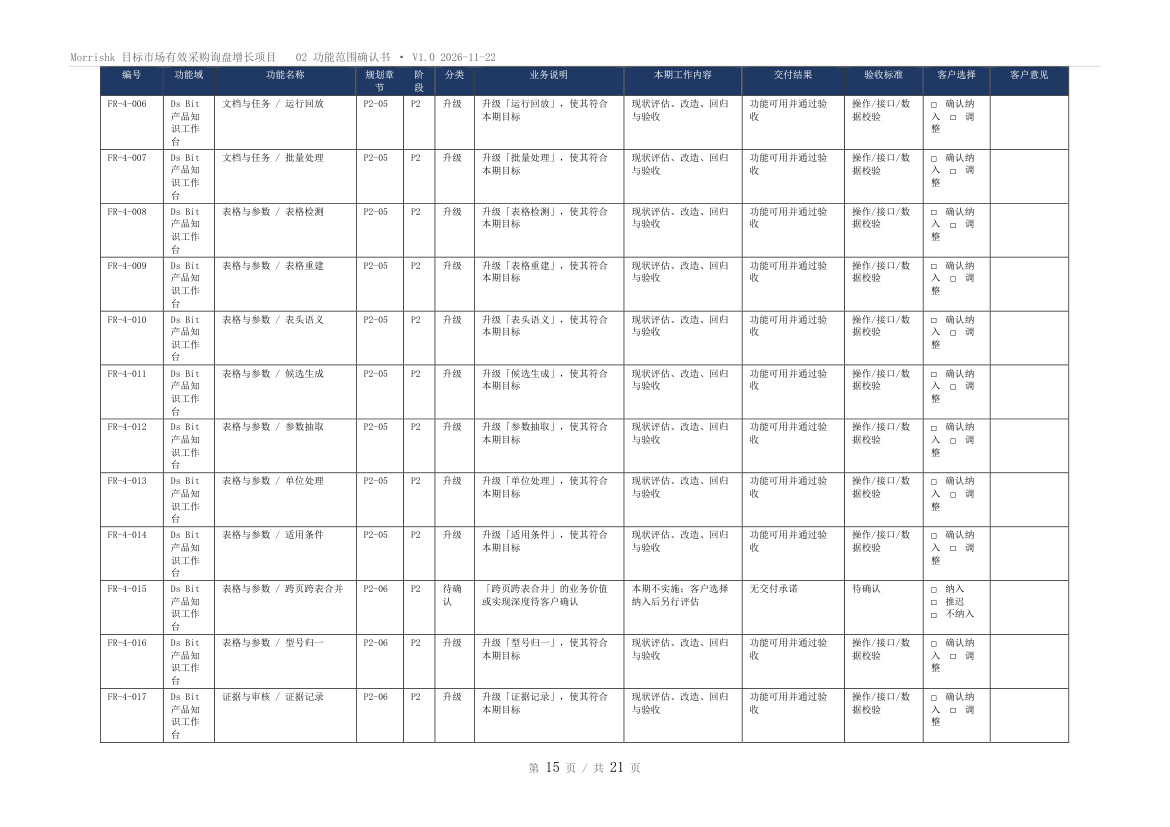 Morrishk 目标市场有效采购询盘增长项目 02 功能范围确认书 • V1.0 2026-11-22
编号 功能域 功能名称 规划章节 阶段 分类 业务说明 本期工作内容 交付结果 验收标准 客户选择 客户意见
FR-4-006 Ds Bit 产品知识工作台 文档与任务 / 运行回放 P2-05 P2 升级 升级「运行回放」，使其符合本期目标 现状评估、改造、回归与验收 功能可用并通过验收 操作/接口/数据校验 □ 确认纳入 □ 调整
FR-4-007 Ds Bit 产品知识工作台 文档与任务 / 批量处理 P2-05 P2 升级 升级「批量处理」，使其符合本期目标 现状评估、改造、回归与验收 功能可用并通过验收 操作/接口/数据校验 □ 确认纳入 □ 调整
FR-4-008 Ds Bit 产品知识工作台 表格与参数 / 表格检测 P2-05 P2 升级 升级「表格检测」，使其符合本期目标 现状评估、改造、回归与验收 功能可用并通过验收 操作/接口/数据校验 □ 确认纳入 □ 调整
FR-4-009 Ds Bit 产品知识工作台 表格与参数 / 表格重建 P2-05 P2 升级 升级「表格重建」，使其符合本期目标 现状评估、改造、回归与验收 功能可用并通过验收 操作/接口/数据校验 □ 确认纳入 □ 调整
FR-4-010 Ds Bit 产品知识工作台 表格与参数 / 表头语义 P2-05 P2 升级 升级「表头语义」，使其符合本期目标 现状评估、改造、回归与验收 功能可用并通过验收 操作/接口/数据校验 □ 确认纳入 □ 调整
FR-4-011 Ds Bit 产品知识工作台 表格与参数 / 候选生成 P2-05 P2 升级 升级「候选生成」，使其符合本期目标 现状评估、改造、回归与验收 功能可用并通过验收 操作/接口/数据校验 □ 确认纳入 □ 调整
FR-4-012 Ds Bit 产品知识工作台 表格与参数 / 参数抽取 P2-05 P2 升级 升级「参数抽取」，使其符合本期目标 现状评估、改造、回归与验收 功能可用并通过验收 操作/接口/数据校验 □ 确认纳入 □ 调整
FR-4-013 Ds Bit 产品知识工作台 表格与参数 / 单位处理 P2-05 P2 升级 升级「单位处理」，使其符合本期目标 现状评估、改造、回归与验收 功能可用并通过验收 操作/接口/数据校验 □ 确认纳入 □ 调整
FR-4-014 Ds Bit 产品知识工作台 表格与参数 / 适用条件 P2-05 P2 升级 升级「适用条件」，使其符合本期目标 现状评估、改造、回归与验收 功能可用并通过验收 操作/接口/数据校验 □ 确认纳入 □ 调整
FR-4-015 Ds Bit 产品知识工作台 表格与参数 / 跨页跨表合并 P2-06 P2 待确认 「跨页跨表合并」的业务价值或实现深度待客户确认 本期不实施；客户选择纳入后另行评估 无交付承诺 待确认 □ 纳入 □ 推迟 □ 不纳入
FR-4-016 Ds Bit 产品知识工作台 表格与参数 / 型号归一 P2-06 P2 升级 升级「型号归一」，使其符合本期目标 现状评估、改造、回归与验收 功能可用并通过验收 操作/接口/数据校验 □ 确认纳入 □ 调整
FR-4-017 Ds Bit 产品知识工作台 证据与审核 / 证据记录 P2-06 P2 升级 升级「证据记录」，使其符合本期目标 现状评估、改造、回归与验收 功能可用并通过验收 操作/接口/数据校验 □ 确认纳入 □ 调整
第 15 页 / 共 21 页